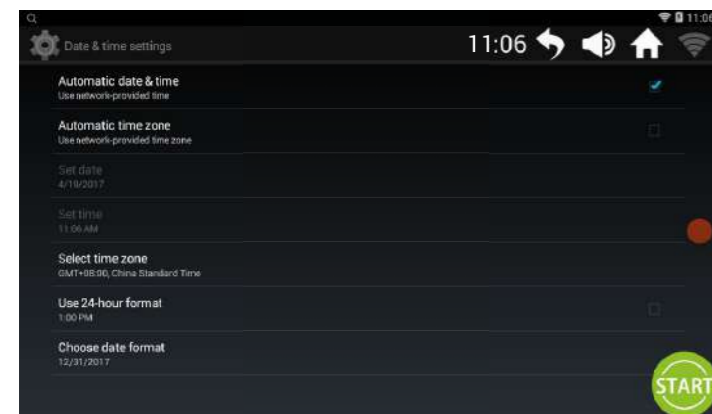 11:06
Date & time settings
11:06
Automatic date & time
Use network-provided time
Automatic time zone
Use network-provided time zone
Set date
4/19/2017
Set time
11:06 AM
Select time zone
GMT+08:00, China Standard Time
Use 24-hour format
1:00 PM
Choose date format
12/31/2017
START